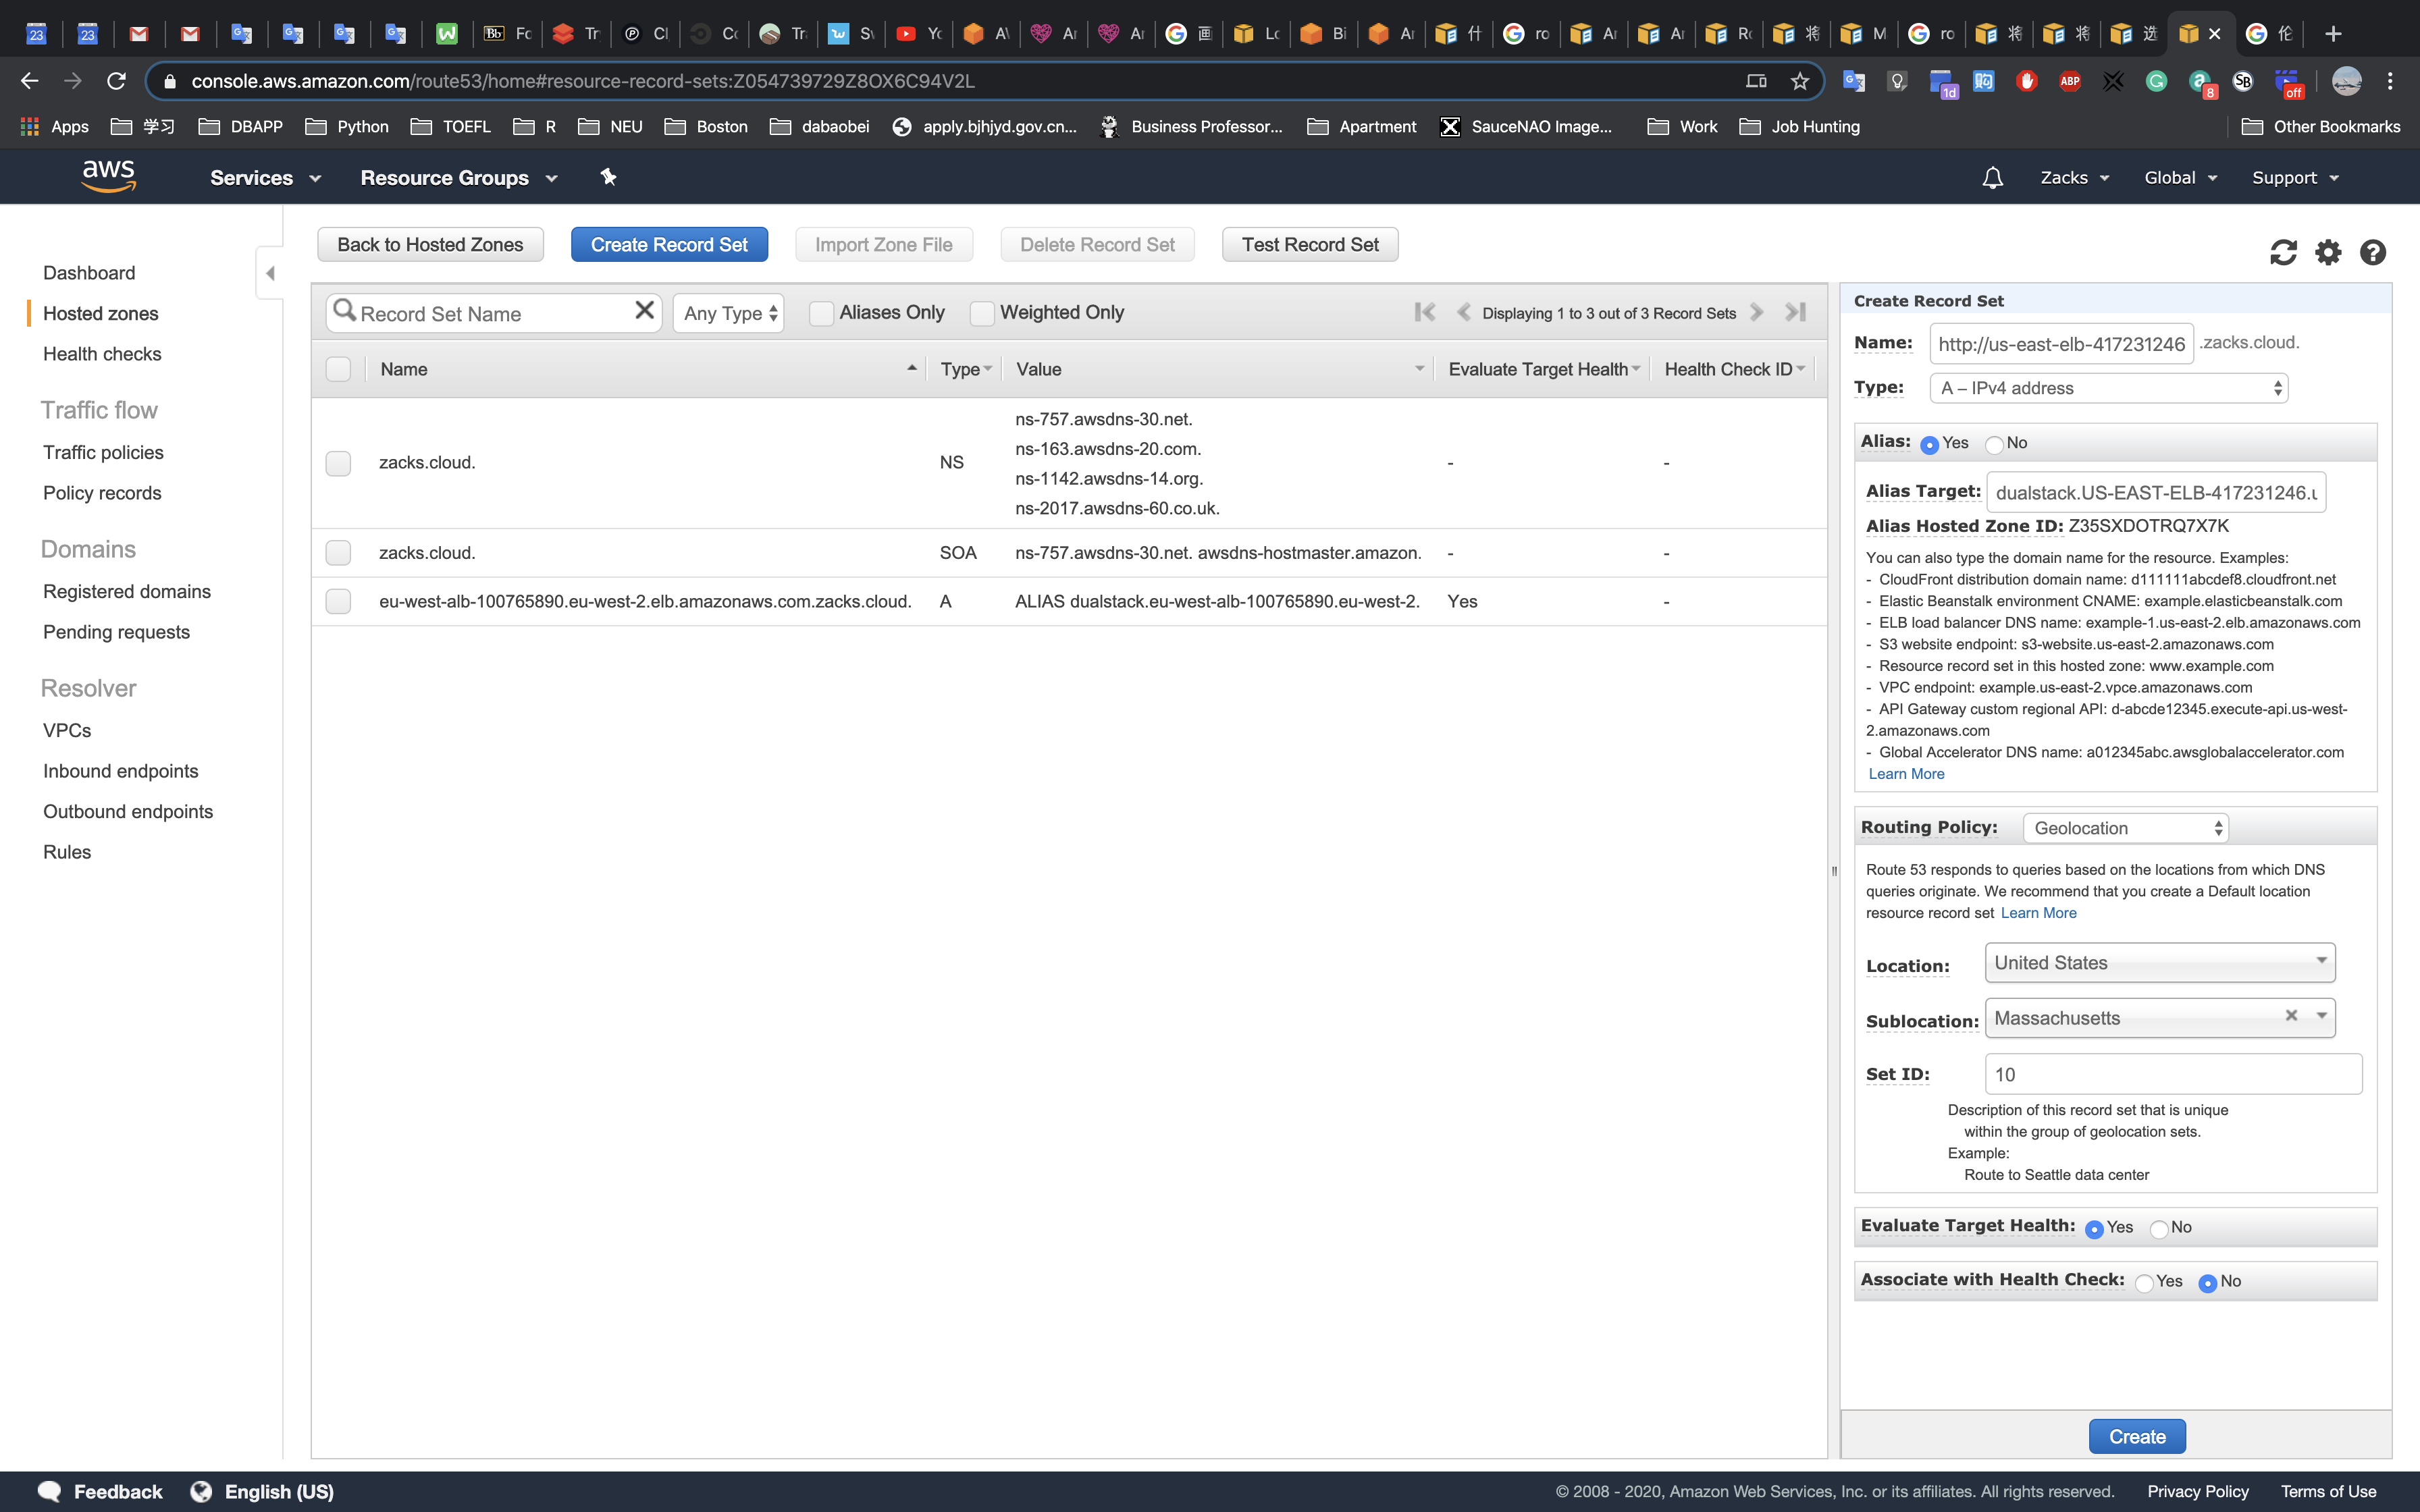 console.aws.amazon.com/route53/home#resource-record-sets:Z054739729Z8OX6C94V2L
Apps 学习 DBAPP Python TOEFL R NEU Boston dabaobei apply.bjhjyd.gov.cn... Business Professor... Apartment SauceNAO Image... Work Job Hunting Other Bookmarks
aws Services Resource Groups Zacks Global Support
Back to Hosted Zones Create Record Set Import Zone File Delete Record Set Test Record Set
Dashboard
Hosted zones
Health checks
Traffic flow
Traffic policies
Policy records
Domains
Registered domains
Pending requests
Resolver
VPCs
Inbound endpoints
Outbound endpoints
Rules
Record Set Name Any Type Aliases Only Weighted Only Displaying 1 to 3 out of 3 Record Sets
Name Type Value Evaluate Target Health Health Check ID
zacks.cloud. NS ns-757.awsdns-30.net. - -
ns-163.awsdns-20.com.
ns-1142.awsdns-14.org.
ns-2017.awsdns-60.co.uk.
zacks.cloud. SOA ns-757.awsdns-30.net. awsdns-hostmaster.amazon. - -
eu-west-alb-100765890.eu-west-2.elb.amazonaws.com.zacks.cloud. A ALIAS dualstack.eu-west-alb-100765890.eu-west-2. Yes -
Create Record Set
Name: http://us-east-elb-417231246 .zacks.cloud.
Type: A – IPv4 address
Alias: Yes No
Alias Target: dualstack.US-EAST-ELB-417231246.u
Alias Hosted Zone ID: Z35SXDOTRQ7X7K
You can also type the domain name for the resource. Examples:
- CloudFront distribution domain name: d111111abcdef8.cloudfront.net
- Elastic Beanstalk environment CNAME: example.elasticbeanstalk.com
- ELB load balancer DNS name: example-1.us-east-2.elb.amazonaws.com
- S3 website endpoint: s3-website.us-east-2.amazonaws.com
- Resource record set in this hosted zone: www.example.com
- VPC endpoint: example.us-east-2.vpce.amazonaws.com
- API Gateway custom regional API: d-abcde12345.execute-api.us-west-
2.amazonaws.com
- Global Accelerator DNS name: a012345abc.awsglobalaccelerator.com
Learn More
Routing Policy: Geolocation
Route 53 responds to queries based on the locations from which DNS
queries originate. We recommend that you create a Default location
resource record set Learn More
Location: United States
Sublocation: Massachusetts
Set ID: 10
Description of this record set that is unique
within the group of geolocation sets.
Example:
Route to Seattle data center
Evaluate Target Health: Yes No
Associate with Health Check: Yes No
Create
Feedback English (US) © 2008 - 2020, Amazon Web Services, Inc. or its affiliates. All rights reserved. Privacy Policy Terms of Use